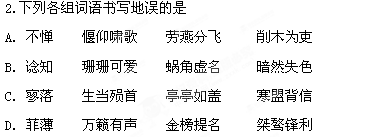 2.下列各组词语书写地误的是
A. 不惮 偃仰啸歌 劳燕分飞 削木为吏
B. 谂知 珊珊可爱 蜗角虚名 暗然失色
C. 寥落 生当殒首 亭亭如盖 寒盟背信
D. 菲薄 万籁有声 金榜提名 桀骜锋利